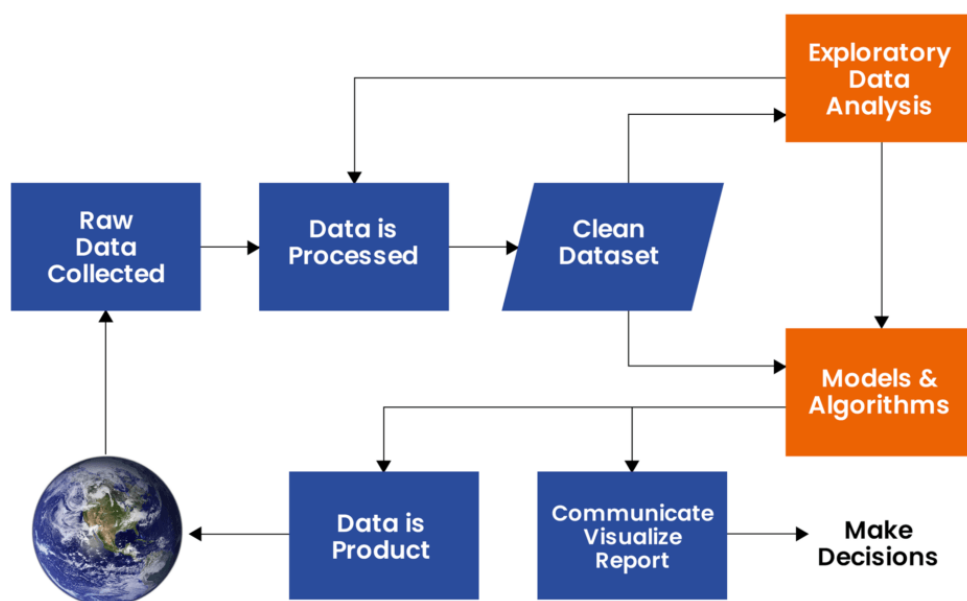 Exploratory
Data
Analysis
Raw
Data
Collected
Data is
Processed
Clean
Dataset
Models &
Algorithms
Data is
Product
Communicate
Visualize
Report
Make
Decisions